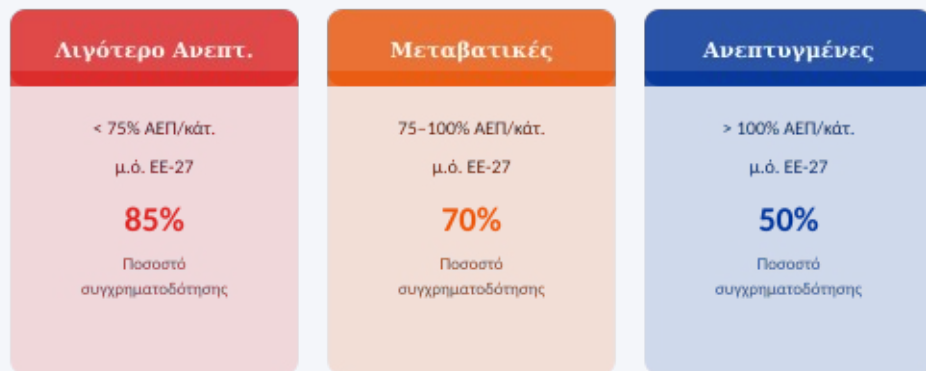 Λιγότερο Ανεπτ.
< 75% ΑΕΠ/κάτ.
μ.ό. ΕΕ-27
85%
Ποσοστό
συγχρηματοδότησης
Μεταβατικές
75–100% ΑΕΠ/κάτ.
μ.ό. ΕΕ-27
70%
Ποσοστό
συγχρηματοδότησης
Ανεπτυγμένες
> 100% ΑΕΠ/κάτ.
μ.ό. ΕΕ-27
50%
Ποσοστό
συγχρηματοδότησης